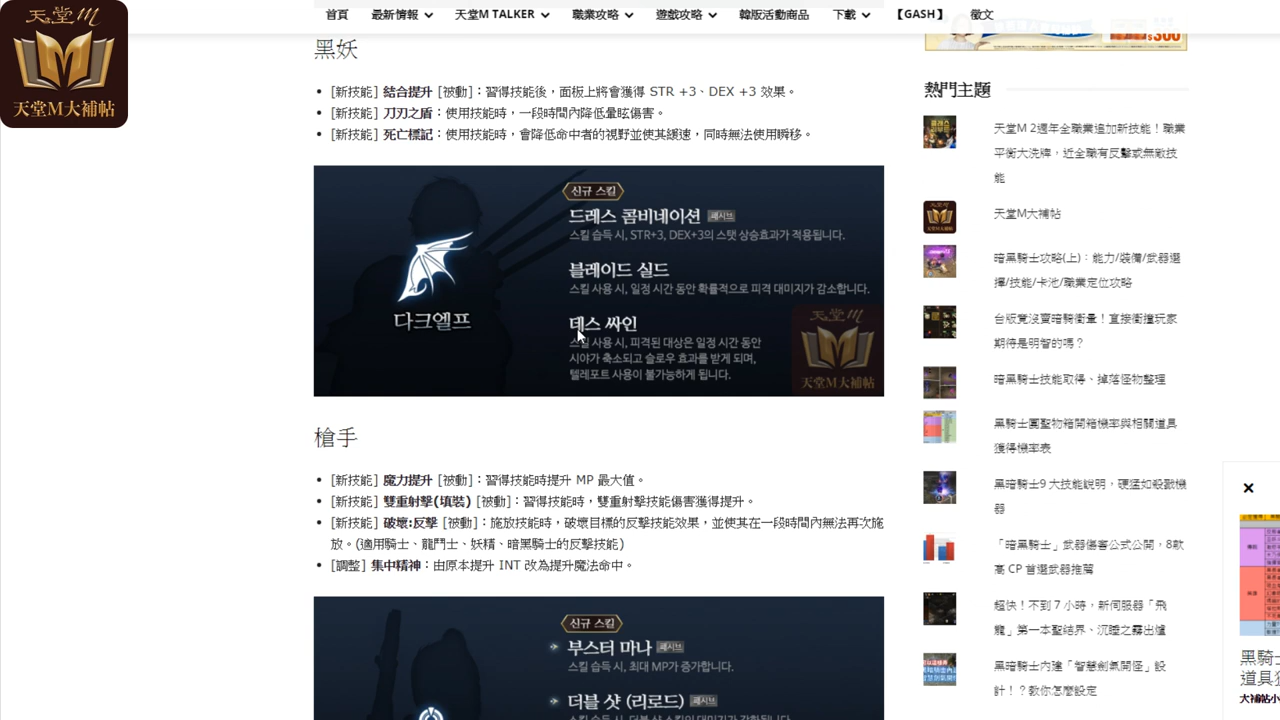 天堂M
天堂M大補帖
首頁 最新情報 天堂M TALKER 職業攻略 遊戲攻略 韓版活動商品 下載 【GASH】 徵文
黑妖
[新技能] 結合提升 [被動]：習得技能後，面板上將會獲得 STR +3、DEX +3 效果。
[新技能] 刀刃之盾：使用技能時，一段時間內降低暈眩傷害。
[新技能] 死亡標記：使用技能時，會降低命中者的視野並使其緩速，同時無法使用瞬移。
신규 스킬
드레스 콤비네이션 패시브
스킬 습득 시, STR+3, DEX+3의 스탯 상승효과가 적용됩니다.
블레이드 실드
스킬 사용 시, 일정 시간 동안 확률적으로 피격 대미지가 감소합니다.
다크엘프
데스 싸인
스킬 사용 시, 피격된 대상은 일정 시간 동안
시야가 축소되고 슬로우 효과를 받게 되며,
텔레포트 사용이 불가능하게 됩니다.
天堂M
天堂M大補帖
槍手
[新技能] 魔力提升 [被動]：習得技能時提升 MP 最大值。
[新技能] 雙重射擊(填裝) [被動]：習得技能時，雙重射擊技能傷害獲得提升。
[新技能] 破壞:反擊 [被動]：施放技能時，破壞目標的反擊技能效果，並使其在一段時間內無法再次施
放。(適用騎士、龍鬥士、妖精、暗黑騎士的反擊技能)
[調整] 集中精神：由原本提升 INT 改為提升魔法命中。
신규 스킬
부스터 마나 패시브
스킬 습득 시, 최대 MP가 증가합니다.
더블 샷 (리로드) 패시브
$300
熱門主題
天堂M 2週年全職業追加新技能！職業
平衡大洗牌，近全職有反擊或無敵技
能
天堂M大補帖
暗黑騎士攻略(上)：能力/裝備/武器選
擇/技能/卡池/職業定位攻略
台版竟沒賣暗騎衝暈！直接衝撞玩家
期待是明智的嗎？
暗黑騎士技能取得、掉落怪物整理
黑騎士團聖物箱開箱機率與相關道具
獲得機率表
黑暗騎士9 大技能說明，硬猛如毀滅機
器
「暗黑騎士」武器傷害公式公開，8款
高 CP 首選武器推薦
超快！不到 7 小時，新伺服器「飛
龍」第一本聖結界、沉睡之霧出爐
黑暗騎士內建「智慧劍氣開怪」設
計！？教你怎麼設定
黑騎士
道具獲
大補帖小